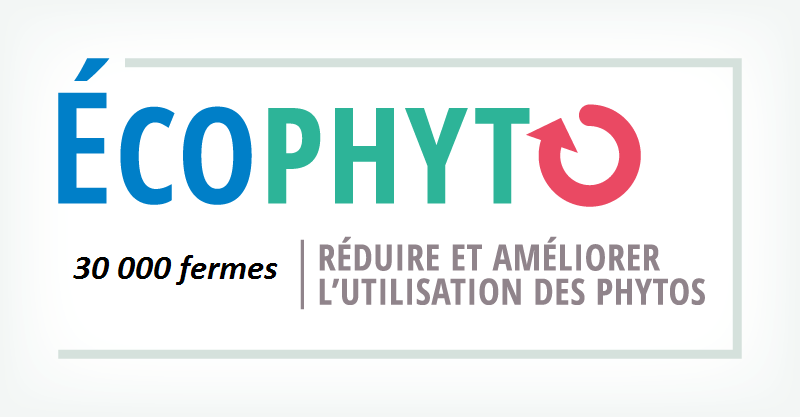 ÉCOPHYTO
30 000 fermes
RÉDUIRE ET AMÉLIORER
L'UTILISATION DES PHYTOS